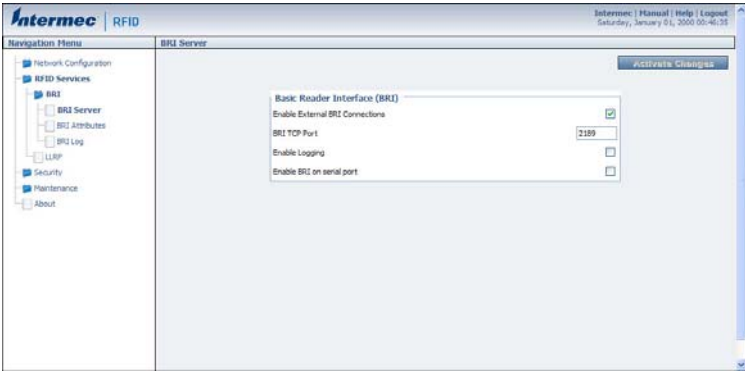 Intermec RFID
Intermec | Manual | Help | Logout
Saturday, January 01, 2000 00:46:35
Navigation Menu
BRI Server
Network Configuration
RFID Services
BRI
BRI Server
BRI Attributes
BRI Log
LLRP
Security
Maintenance
About
Activate Changes
Basic Reader Interface (BRI)
Enable External BRI Connections
BRI TCP Port
2189
Enable Logging
Enable BRI on serial port